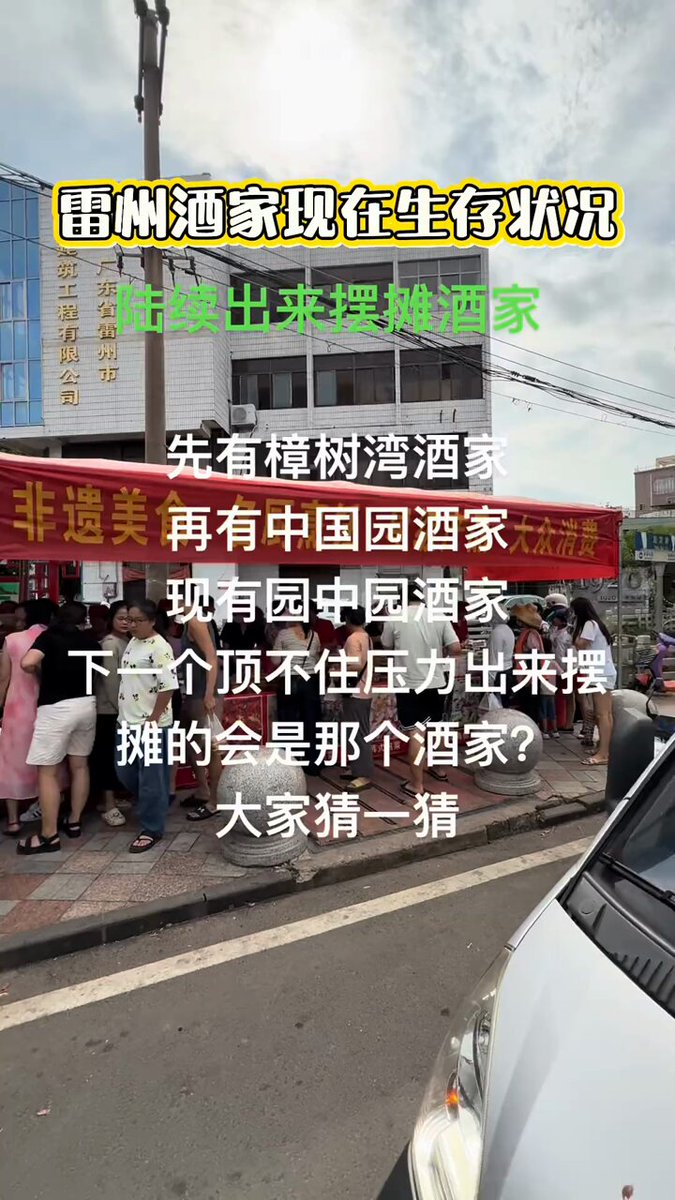 雷州酒家现在生存状况
陆续出来摆摊酒家
广东省雷州市
建筑工程有限公司
先有樟树湾酒家
再有中国园酒家
现有园中园酒家
下一个顶不住压力出来摆
摊的会是那个酒家?
大家猜一猜
非遗美食
大众消费